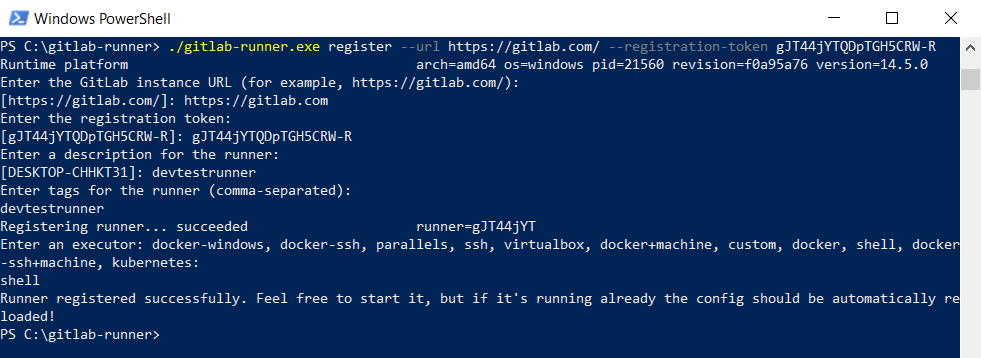 Windows PowerShell
PS C:\gitlab-runner> ./gitlab-runner.exe register --url https://gitlab.com/ --registration-token gJT44jYTQDpTGH5CRW-R
Runtime platform                                    arch=amd64 os=windows pid=21560 revision=f0a95a76 version=14.5.0
Enter the GitLab instance URL (for example, https://gitlab.com/):
[https://gitlab.com/]: https://gitlab.com
Enter the registration token:
[gJT44jYTQDpTGH5CRW-R]: gJT44jYTQDpTGH5CRW-R
Enter a description for the runner:
[DESKTOP-CHHKT31]: devtestrunner
Enter tags for the runner (comma-separated):
devtestrunner
Registering runner... succeeded                     runner=gJT44jYT
Enter an executor: docker-windows, docker-ssh, parallels, ssh, virtualbox, docker+machine, custom, docker, shell, docker
-ssh+machine, kubernetes:
shell
Runner registered successfully. Feel free to start it, but if it's running already the config should be automatically re
loaded!
PS C:\gitlab-runner>